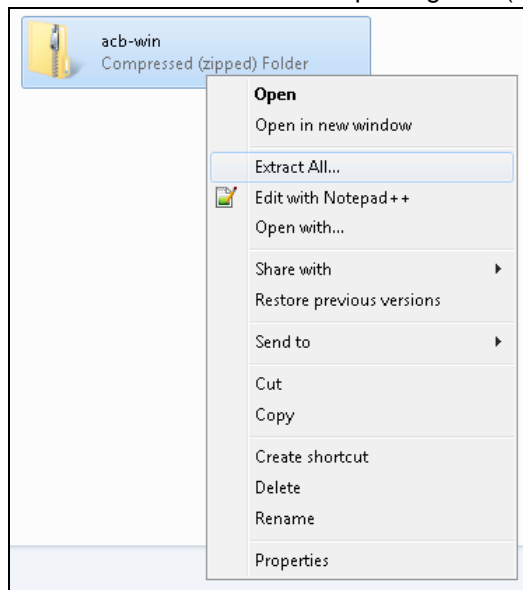 acb-win
Compressed (zipped) Folder
Open
Open in new window
Extract All...
Edit with Notepad++
Open with...
Share with
Restore previous versions
Send to
Cut
Copy
Create shortcut
Delete
Rename
Properties